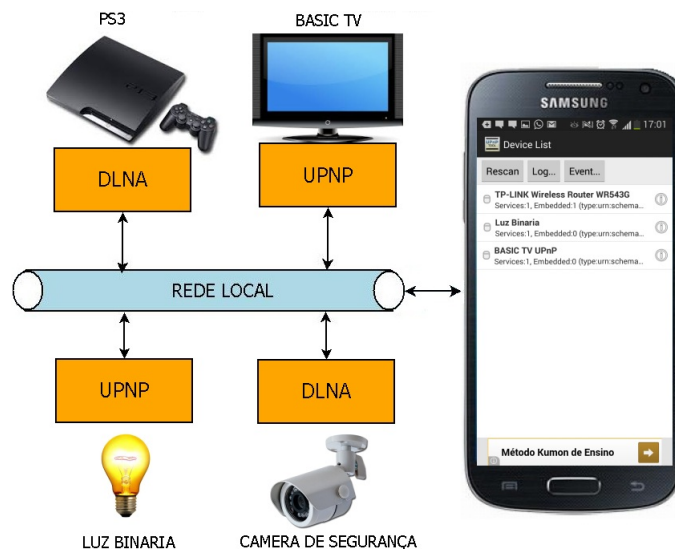 PS3
BASIC TV
DLNA
UPNP
REDE LOCAL
UPNP
DLNA
LUZ BINARIA
CAMERA DE SEGURANÇA
SAMSUNG
17:01
Device List
Rescan
Log...
Event...
TP-LINK Wireless Router WR543G
Services:1, Embedded:1 (type:urn:schema...
Luz Binaria
Services:1, Embedded:0 (type:urn:schema...
BASIC TV UPnP
Services:1, Embedded:0 (type:urn:schema...
Método Kumon de Ensino